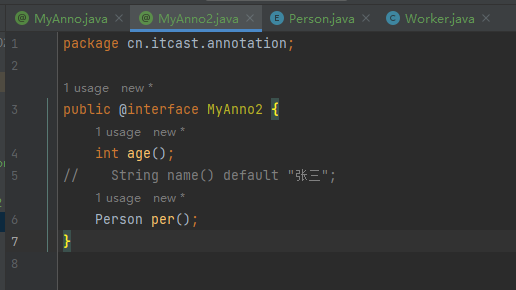 MyAnno.java × MyAnno2.java × Person.java × Worker.java ×
1 package cn.itcast.annotation;
2
1 usage new *
3 public @interface MyAnno2 {
1 usage new *
4 int age();
5 // String name() default "张三";
1 usage new *
6 Person per();
7 }
8